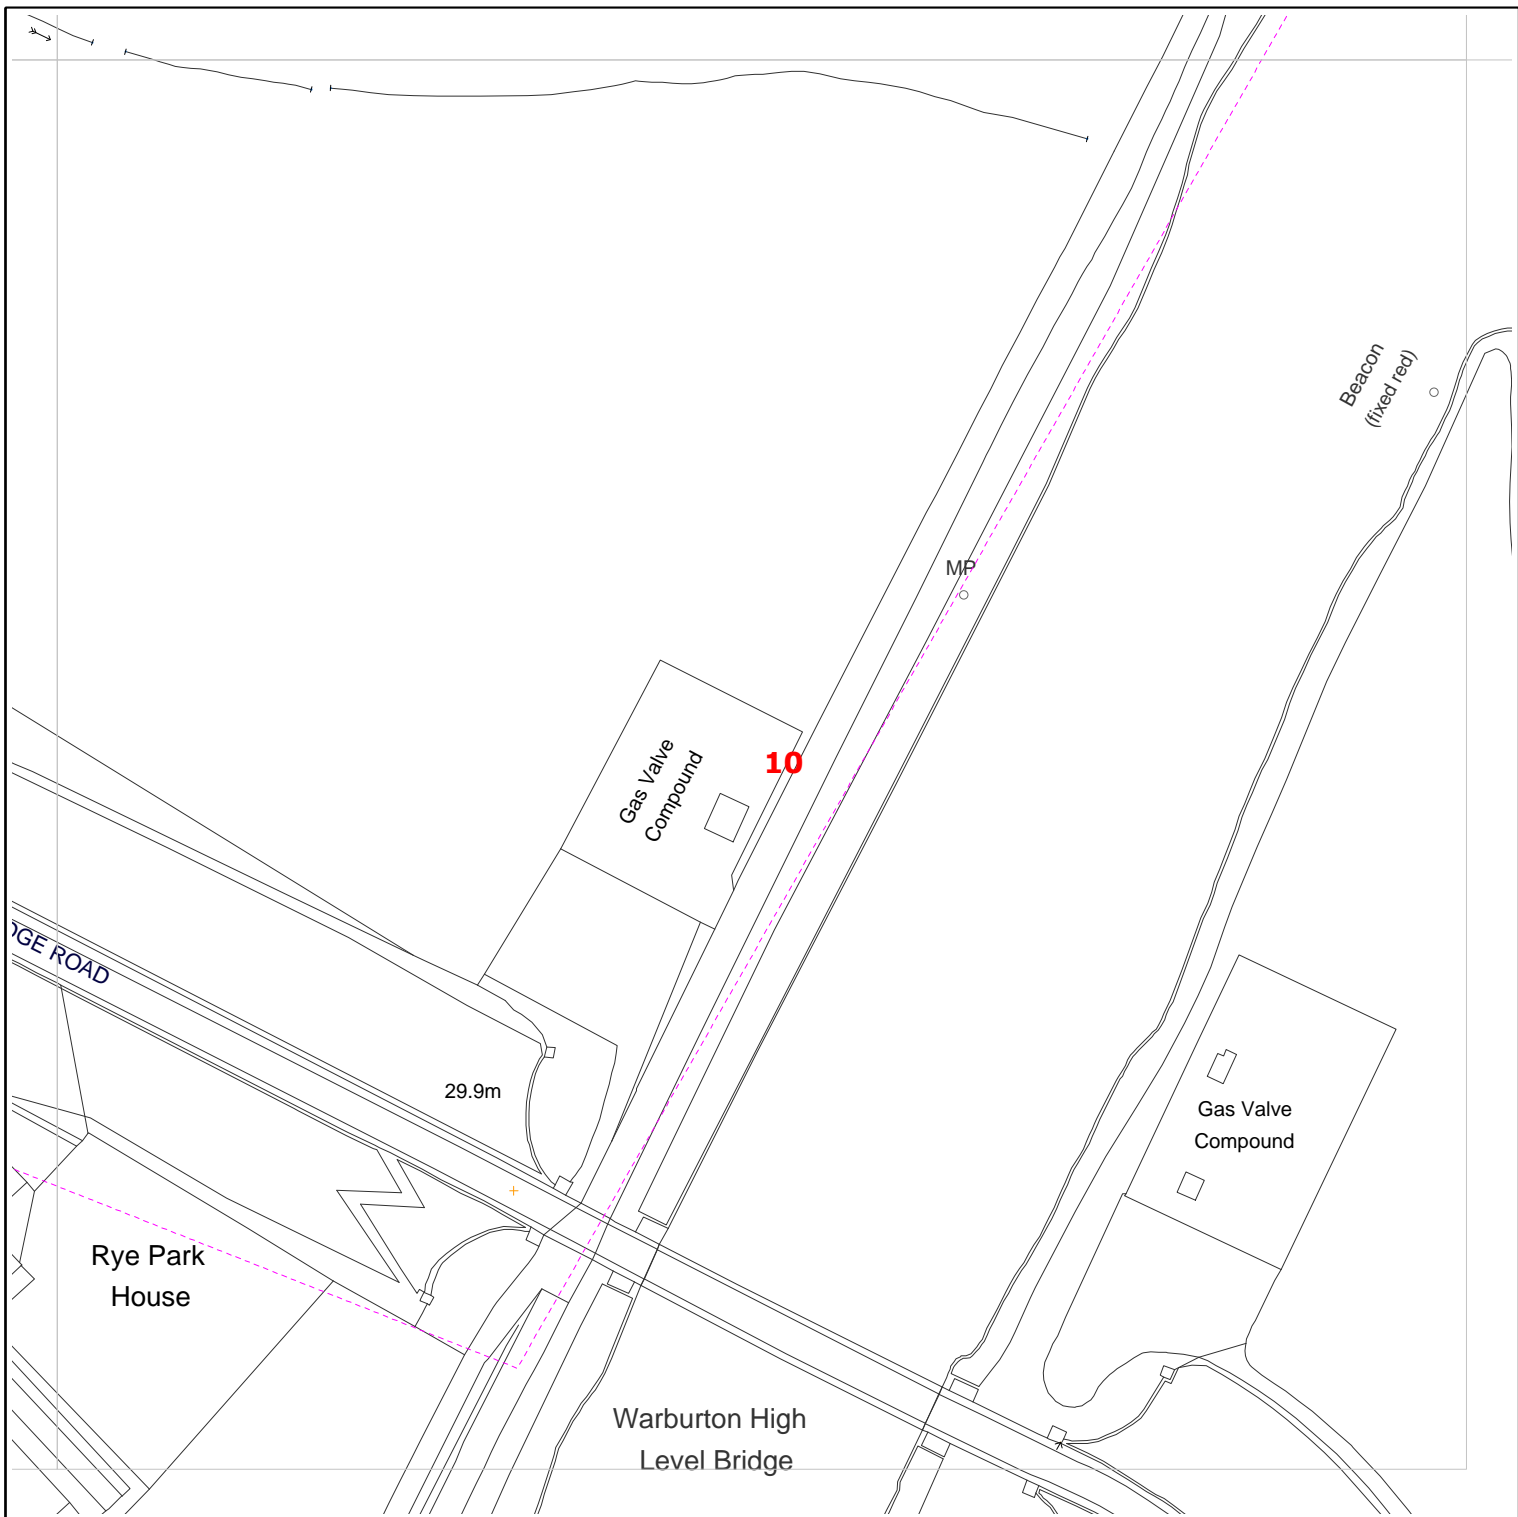 Beacon
(fixed red)
MP
10
Gas Valve
Compound
DGE ROAD
29.9m
Gas Valve
Compound
Rye Park
House
Warburton High
Level Bridge